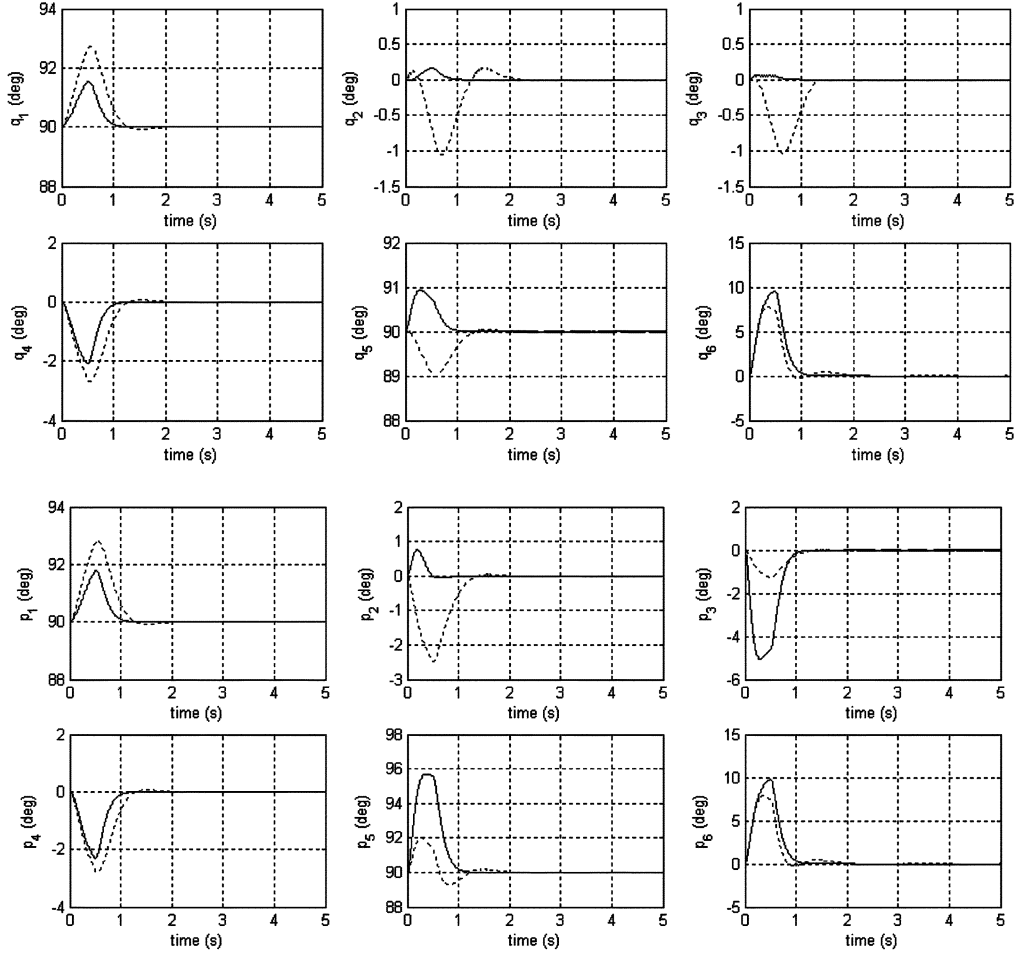 94
92
90
88
q1 (deg)
0 1 2 3 4 5
time (s)
1
0.5
0
-0.5
-1
-1.5
q2 (deg)
0 1 2 3 4 5
time (s)
1
0.5
0
-0.5
-1
-1.5
q3 (deg)
0 1 2 3 4 5
time (s)
2
0
-2
-4
q4 (deg)
0 1 2 3 4 5
time (s)
92
91
90
89
88
q5 (deg)
0 1 2 3 4 5
time (s)
15
10
5
0
-5
q6 (deg)
0 1 2 3 4 5
time (s)
94
92
90
88
p1 (deg)
0 1 2 3 4 5
time (s)
2
1
0
-1
-2
-3
p2 (deg)
0 1 2 3 4 5
time (s)
2
0
-2
-4
-6
p3 (deg)
0 1 2 3 4 5
time (s)
2
0
-2
-4
p4 (deg)
0 1 2 3 4 5
time (s)
98
96
94
92
90
88
p5 (deg)
0 1 2 3 4 5
time (s)
15
10
5
0
-5
p6 (deg)
0 1 2 3 4 5
time (s)